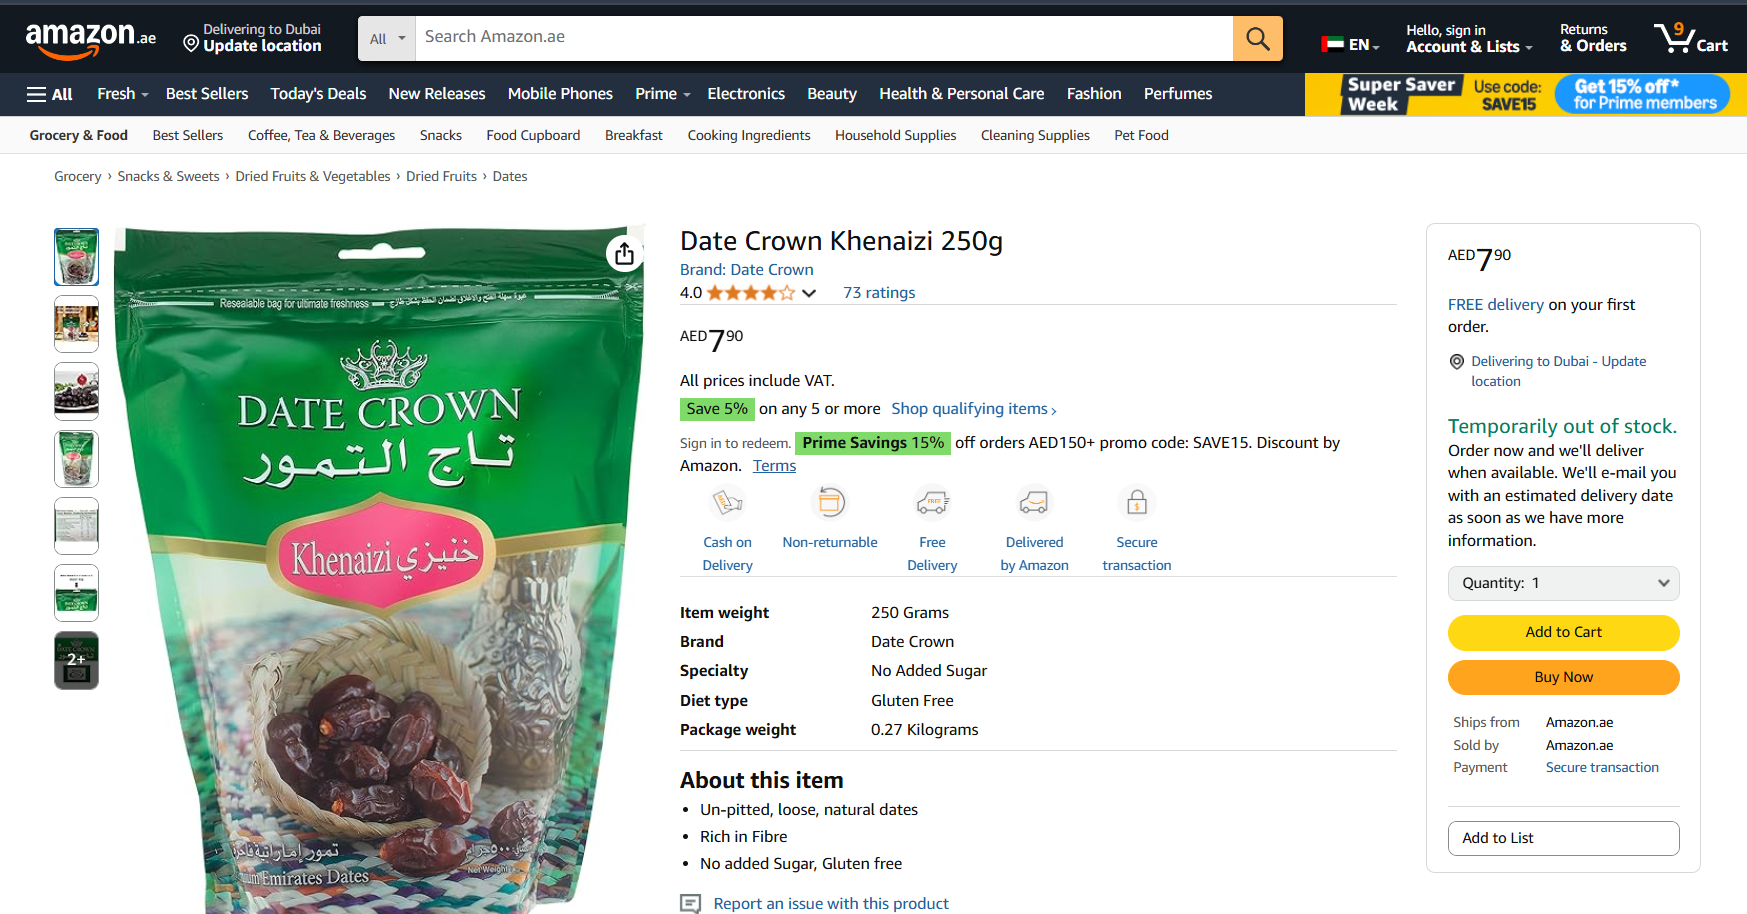 amazon.ae
Delivering to Dubai
Update location
All
Search Amazon.ae
EN
Hello, sign in
Account & Lists
Returns
& Orders
9
Cart
All
Fresh
Best Sellers
Today's Deals
New Releases
Mobile Phones
Prime
Electronics
Beauty
Health & Personal Care
Fashion
Perfumes
Super Saver
Week
Use code:
SAVE15
Get 15% off*
for Prime members
Grocery & Food
Best Sellers
Coffee, Tea & Beverages
Snacks
Food Cupboard
Breakfast
Cooking Ingredients
Household Supplies
Cleaning Supplies
Pet Food
Grocery › Snacks & Sweets › Dried Fruits & Vegetables › Dried Fruits › Dates
2+
Resealable bag for ultimate freshness
DATE CROWN
تاج التمور
Khenaizi خنيزي
تمور إماراتية فاخرة
Emirates Dates
٥٠٠ جرام
Net Weight
Date Crown Khenaizi 250g
Brand: Date Crown
4.0
73 ratings
AED7 90
All prices include VAT.
Save 5% on any 5 or more Shop qualifying items ›
Sign in to redeem. Prime Savings 15% off orders AED150+ promo code: SAVE15. Discount by
Amazon. Terms
Cash on
Delivery
Non-returnable
FREE
Free
Delivery
Delivered
by Amazon
Secure
transaction
Item weight 250 Grams
Brand Date Crown
Specialty No Added Sugar
Diet type Gluten Free
Package weight 0.27 Kilograms
About this item
• Un-pitted, loose, natural dates
• Rich in Fibre
• No added Sugar, Gluten free
Report an issue with this product
AED7 90
FREE delivery on your first
order.
Delivering to Dubai - Update
location
Temporarily out of stock.
Order now and we'll deliver
when available. We'll e-mail you
with an estimated delivery date
as soon as we have more
information.
Quantity: 1
Add to Cart
Buy Now
Ships from Amazon.ae
Sold by Amazon.ae
Payment Secure transaction
Add to List